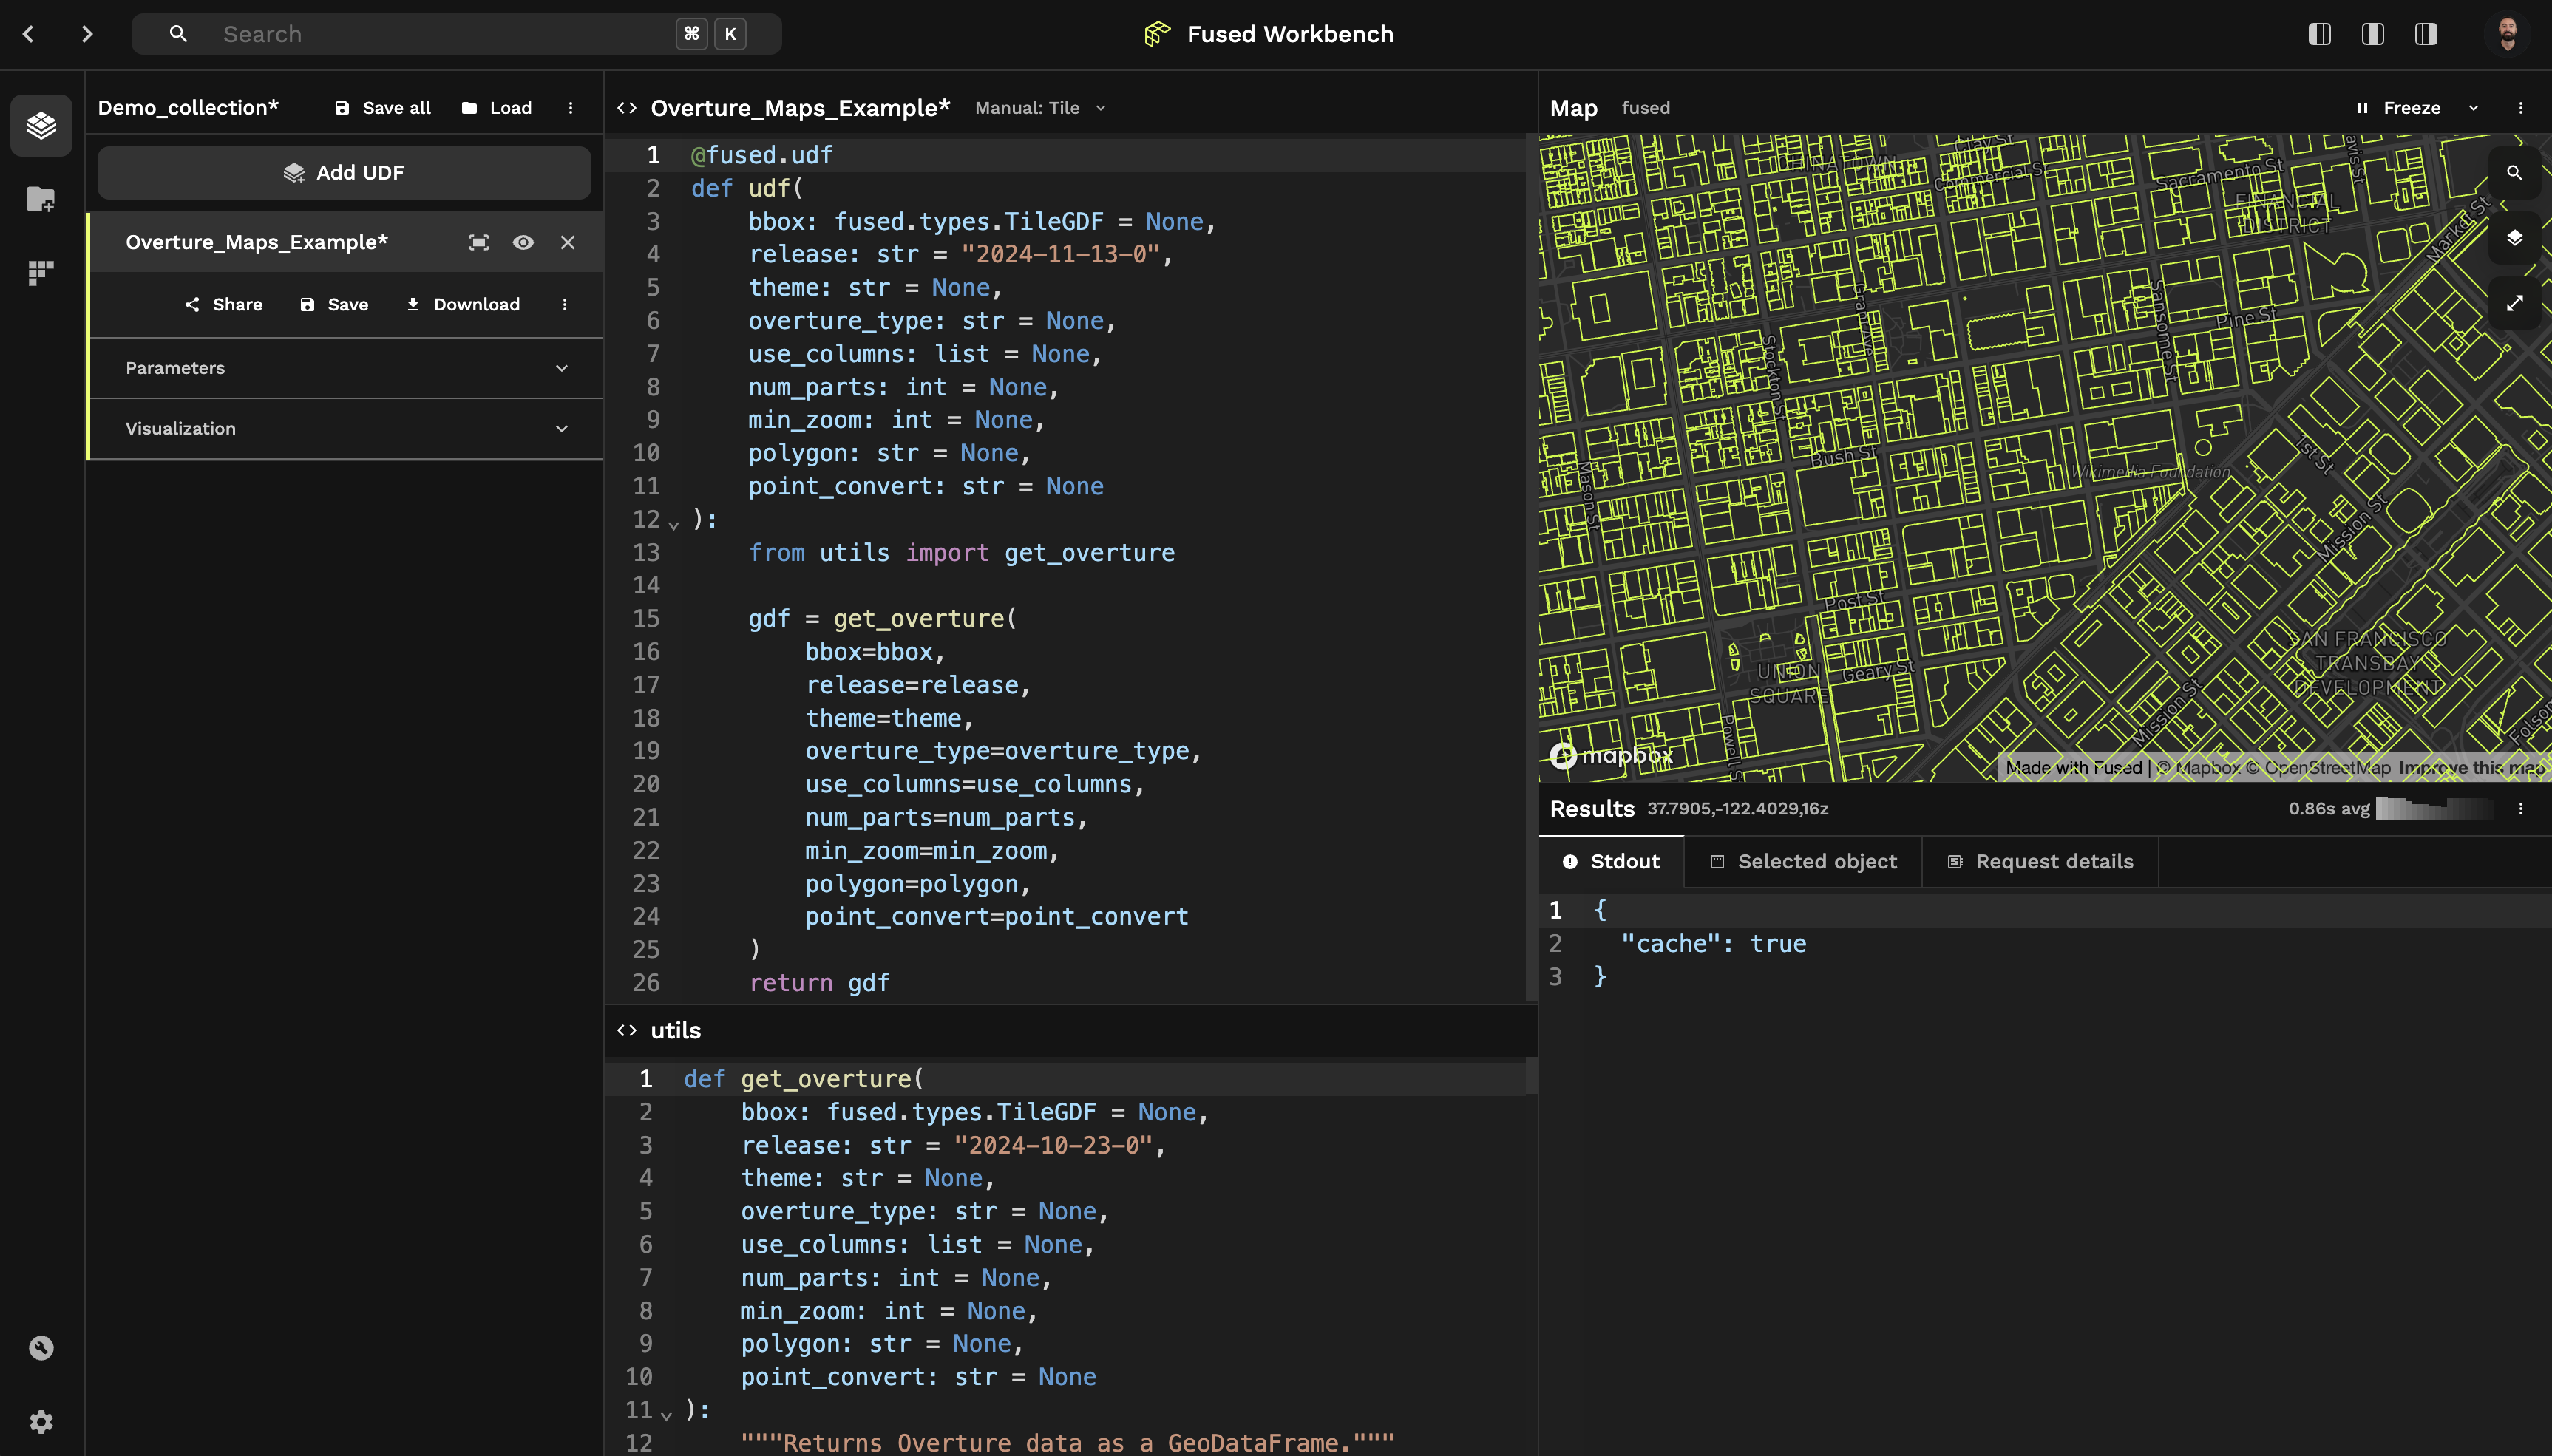 Search
⌘ K
Fused Workbench
Demo_collection*
Save all
Load
Add UDF
Overture_Maps_Example*
Share
Save
Download
Parameters
Visualization
Overture_Maps_Example*
Manual: Tile
1 @fused.udf
2 def udf(
3 bbox: fused.types.TileGDF = None,
4 release: str = "2024-11-13-0",
5 theme: str = None,
6 overture_type: str = None,
7 use_columns: list = None,
8 num_parts: int = None,
9 min_zoom: int = None,
10 polygon: str = None,
11 point_convert: str = None
12 ):
13 from utils import get_overture
14
15 gdf = get_overture(
16 bbox=bbox,
17 release=release,
18 theme=theme,
19 overture_type=overture_type,
20 use_columns=use_columns,
21 num_parts=num_parts,
22 min_zoom=min_zoom,
23 polygon=polygon,
24 point_convert=point_convert
25 )
26 return gdf
utils
1 def get_overture(
2 bbox: fused.types.TileGDF = None,
3 release: str = "2024-10-23-0",
4 theme: str = None,
5 overture_type: str = None,
6 use_columns: list = None,
7 num_parts: int = None,
8 min_zoom: int = None,
9 polygon: str = None,
10 point_convert: str = None
11 ):
12 """Returns Overture data as a GeoDataFrame."""
Map fused
Freeze
CHINATOWN
Clay St
Commercial St
Sacramento St
FINANCIAL
DISTRICT
Market St
Grant Ave
Sansome St
Pine St
Stockton St
Bush St
Mason St
Wikimedia Foundation
1st St
Mission St
Post St
UNION
SQUARE
Geary St
SAN FRANCISCO
TRANSBAY
DEVELOPMENT
Mission St
Powell S
Folso
mapbox
Made with Fused | © Mapbox © OpenStreetMap Improve this map
Results 37.7905,-122.4029,16z
0.86s avg
Stdout
Selected object
Request details
1 {
2 "cache": true
3 }